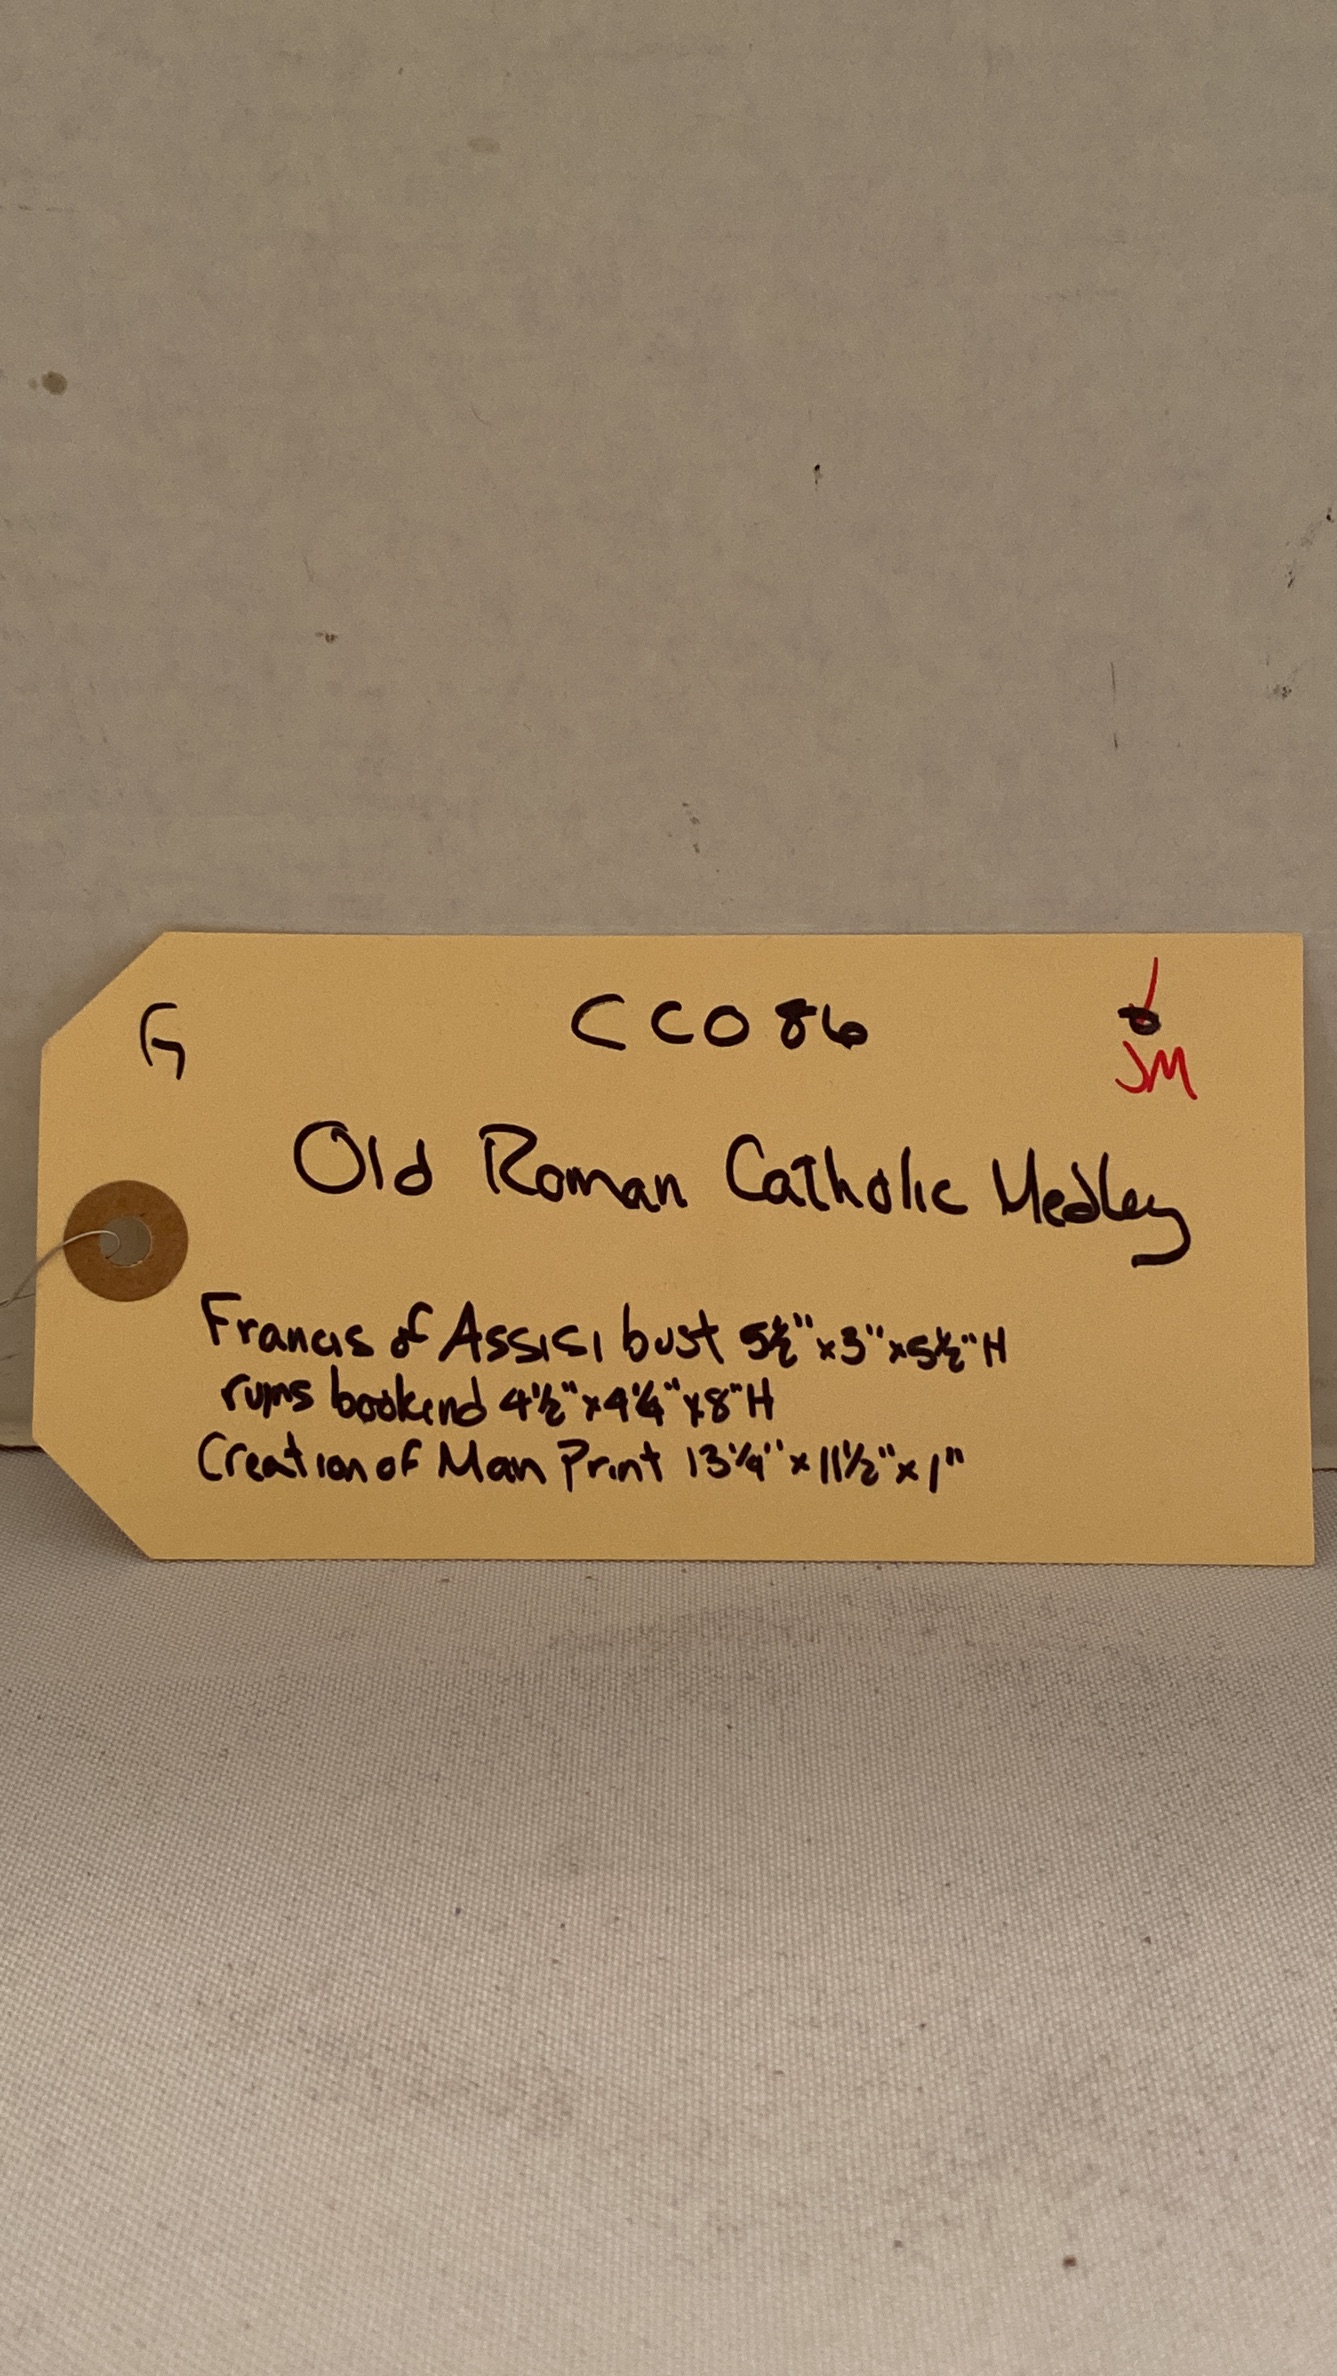 G CC086
JM
Old Roman Catholic Medley
Francis of Assisi bust 5½"x3"x5½"H
bookend 4½"x4¼"x8"H
Creation of Man Print 13¼"x11½"x1"